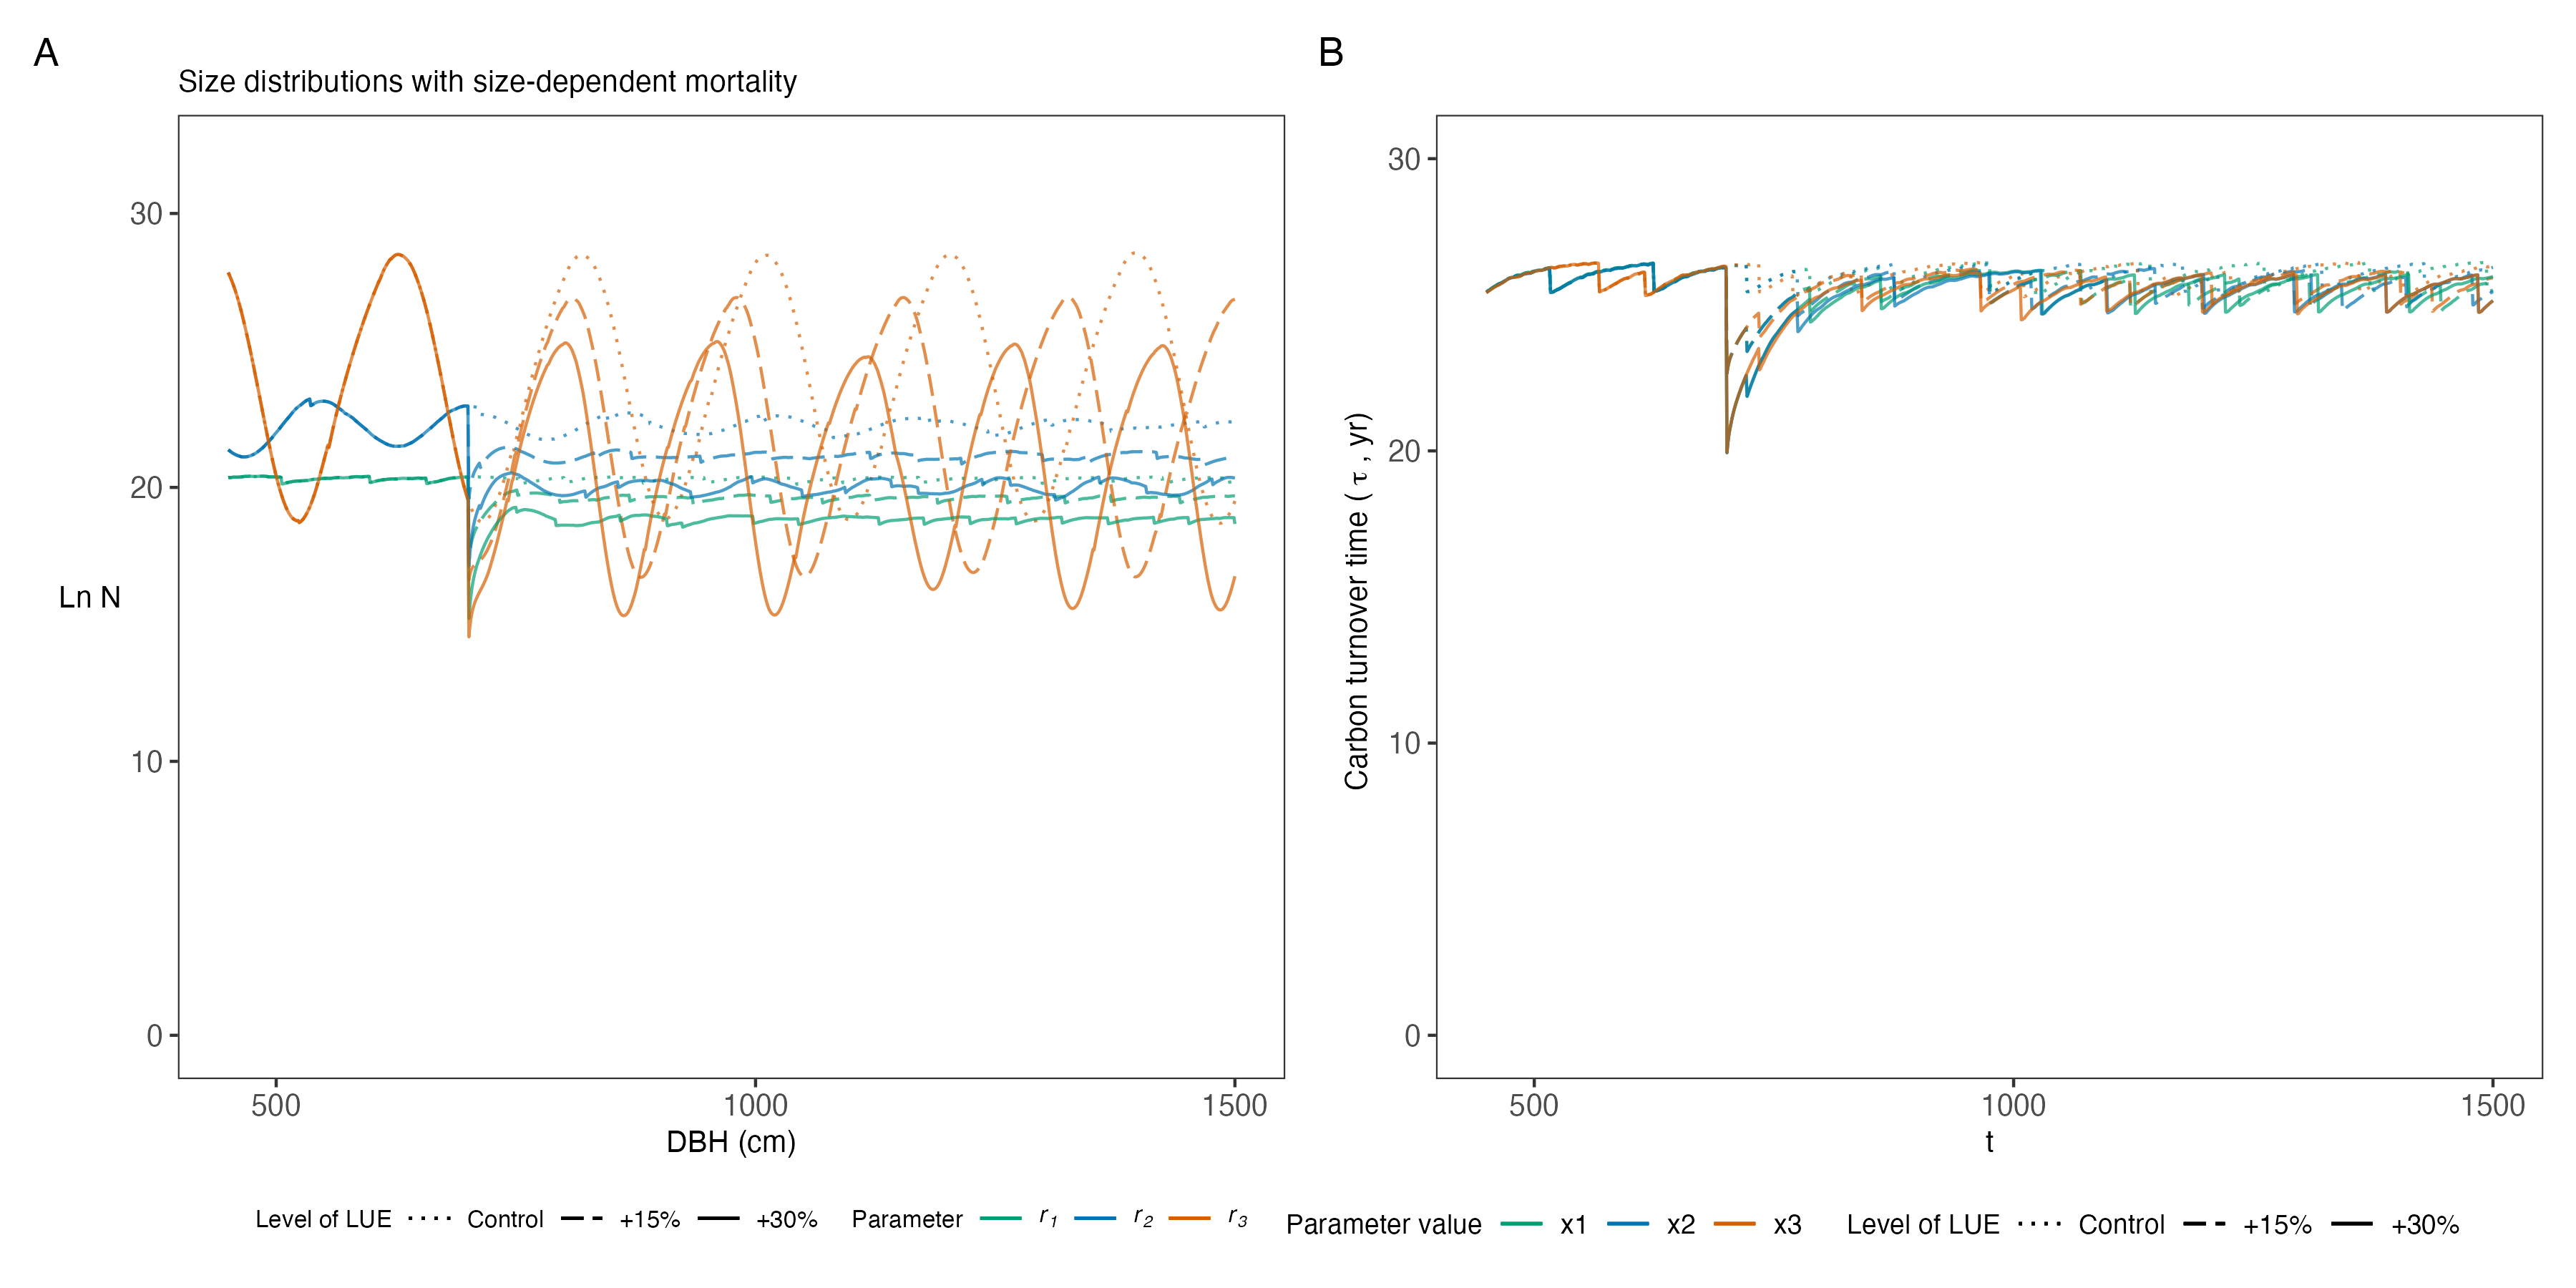 A
Size distributions with size-dependent mortality
30
20
10
0
Ln N
500 1000 1500
DBH (cm)
Level of LUE Control +15% +30% Parameter r1 r2 r3
B
30
20
10
0
Carbon turnover time ( τ , yr)
500 1000 1500
t
Parameter value x1 x2 x3 Level of LUE Control +15% +30%